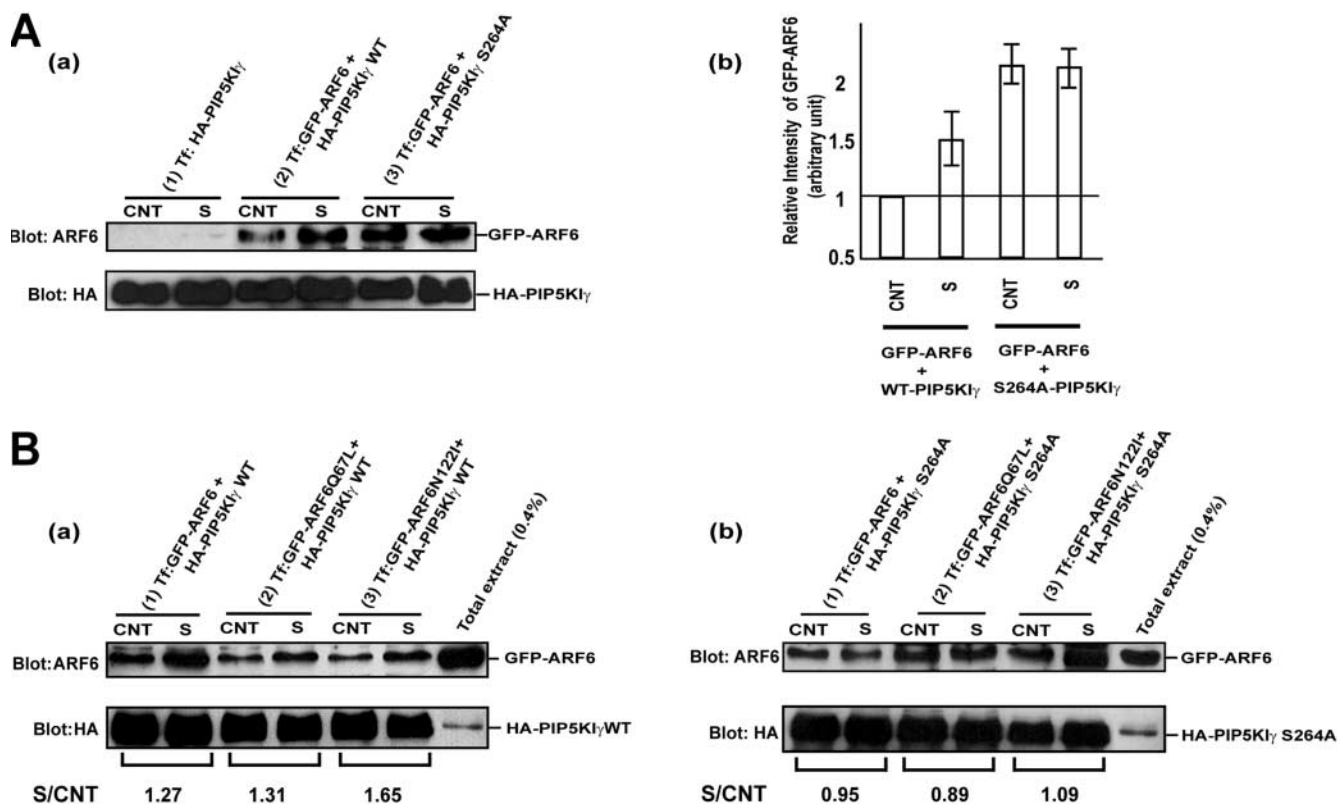 A
(a)
(1) Tf: HA-PIP5KIγ
(2) Tf:GFP-ARF6 +
HA-PIP5KIγ WT
(3) Tf:GFP-ARF6 +
HA-PIP5KIγ S264A
CNT S CNT S CNT S
Blot: ARF6
GFP-ARF6
Blot: HA
HA-PIP5KIγ
(b)
Relative Intensity of GFP-ARF6
(arbitrary unit)
2
1.5
1
0.5
CNT
S
CNT
S
GFP-ARF6
+
WT-PIP5KIγ
GFP-ARF6
+
S264A-PIP5KIγ
B
(a)
(1) Tf:GFP-ARF6 +
HA-PIP5KIγ WT
(2) Tf:GFP-ARF6Q67L+
HA-PIP5KIγ WT
(3) Tf:GFP-ARF6N122I+
HA-PIP5KIγ WT
Total extract (0.4%)
CNT S CNT S CNT S
Blot:ARF6
GFP-ARF6
Blot:HA
HA-PIP5KIγWT
S/CNT 1.27 1.31 1.65
(b)
(1) Tf:GFP-ARF6 +
HA-PIP5KIγ S264A
(2) Tf:GFP-ARF6Q67L+
HA-PIP5KIγ S264A
(3) Tf:GFP-ARF6N122I+
HA-PIP5KIγ S264A
Total extract (0.4%)
CNT S CNT S CNT S
Blot: ARF6
GFP-ARF6
Blot: HA
HA-PIP5KIγ S264A
S/CNT 0.95 0.89 1.09